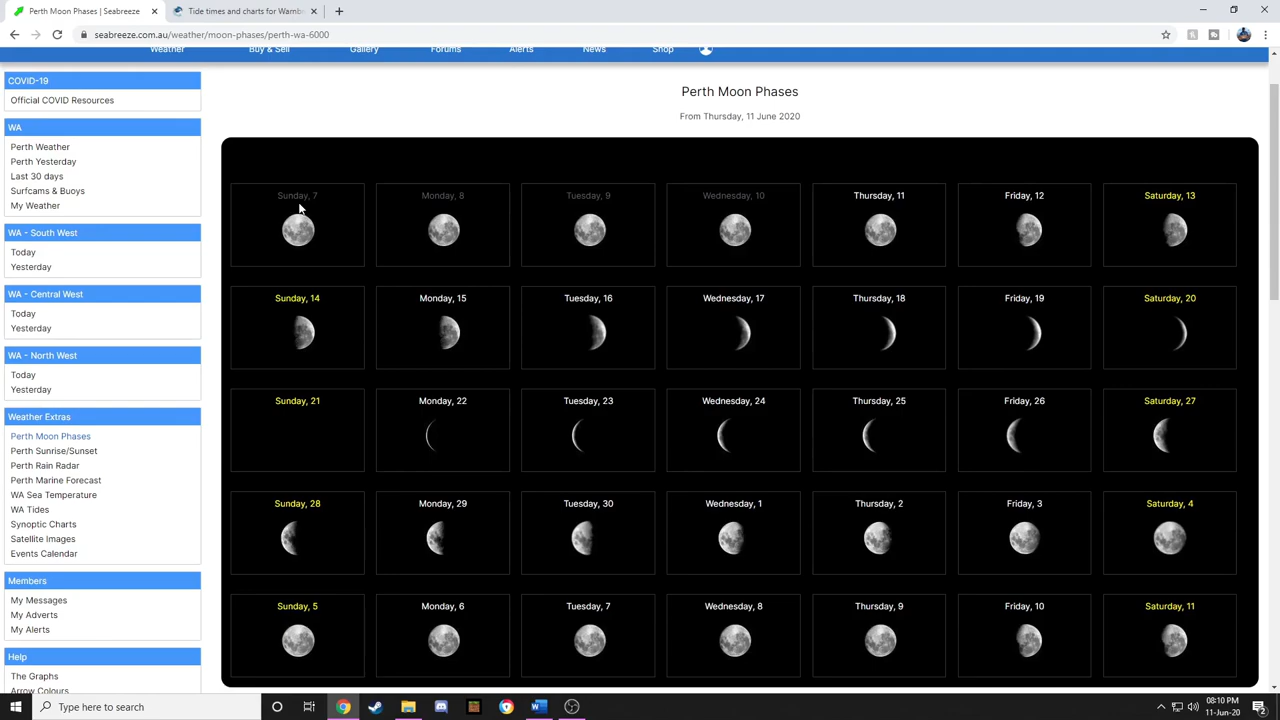 Perth Moon Phases | Seabreeze
Tide times and charts for Warnb
seabreeze.com.au/weather/moon-phases/perth-wa-6000
Weather Buy & Sell Gallery Forums Alerts News Shop
COVID-19
Official COVID Resources
WA
Perth Weather
Perth Yesterday
Last 30 days
Surfcams & Buoys
My Weather
WA - South West
Today
Yesterday
WA - Central West
Today
Yesterday
WA - North West
Today
Yesterday
Weather Extras
Perth Moon Phases
Perth Sunrise/Sunset
Perth Rain Radar
Perth Marine Forecast
WA Sea Temperature
WA Tides
Synoptic Charts
Satellite Images
Events Calendar
Members
My Messages
My Adverts
My Alerts
Help
The Graphs
Arrow Colours
Perth Moon Phases
From Thursday, 11 June 2020
Sunday, 7 Monday, 8 Tuesday, 9 Wednesday, 10 Thursday, 11 Friday, 12 Saturday, 13
Sunday, 14 Monday, 15 Tuesday, 16 Wednesday, 17 Thursday, 18 Friday, 19 Saturday, 20
Sunday, 21 Monday, 22 Tuesday, 23 Wednesday, 24 Thursday, 25 Friday, 26 Saturday, 27
Sunday, 28 Monday, 29 Tuesday, 30 Wednesday, 1 Thursday, 2 Friday, 3 Saturday, 4
Sunday, 5 Monday, 6 Tuesday, 7 Wednesday, 8 Thursday, 9 Friday, 10 Saturday, 11
Type here to search
08:10 PM
11-Jun-20
2